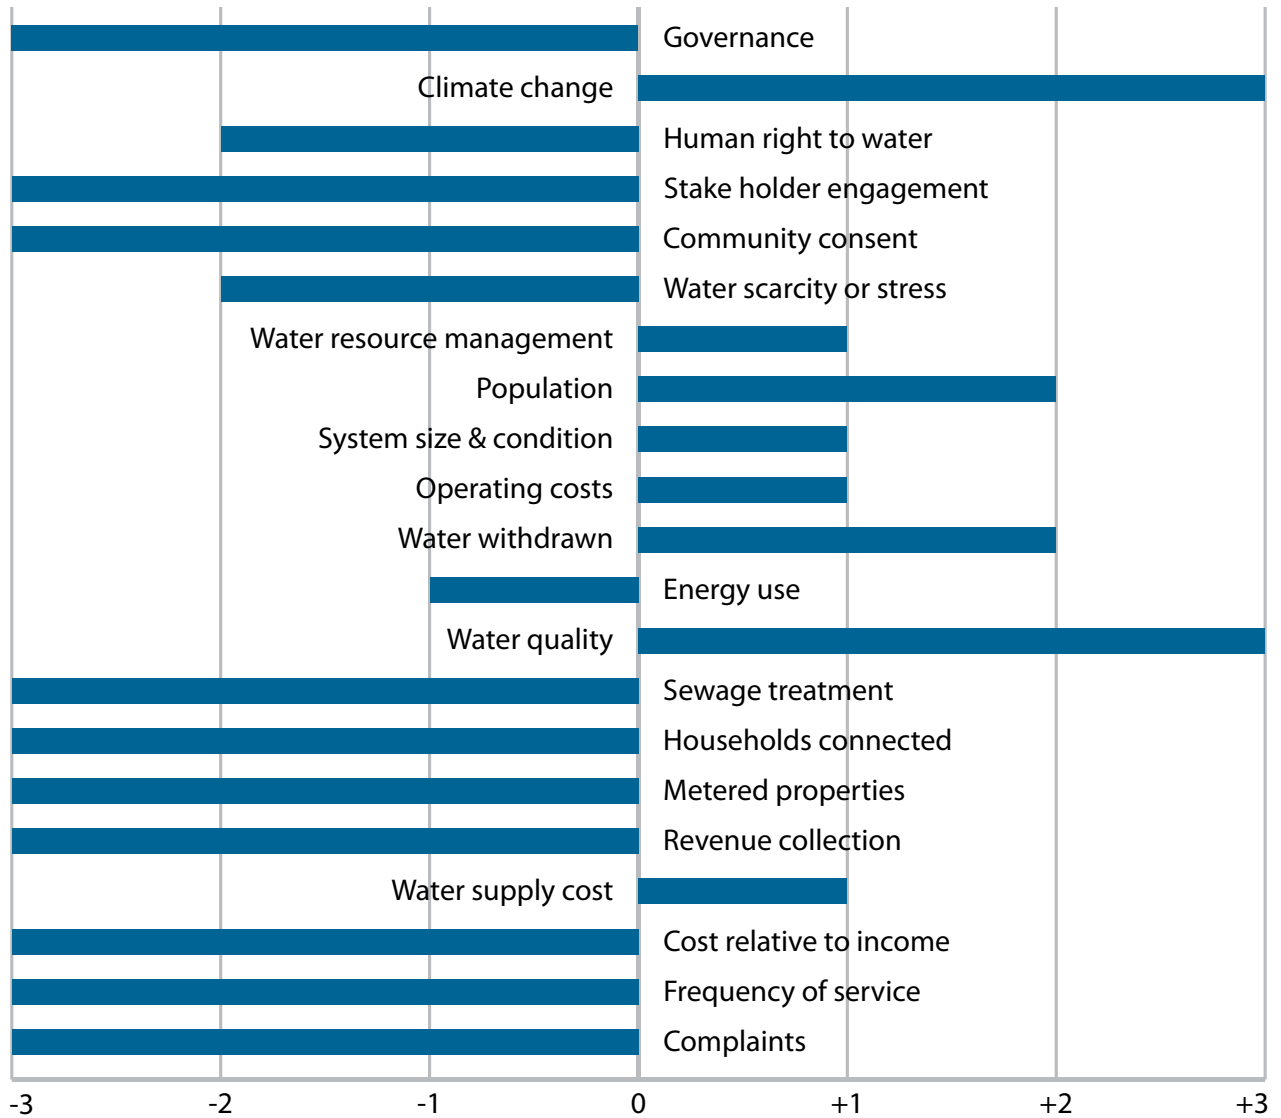 Governance
Climate change
Human right to water
Stake holder engagement
Community consent
Water scarcity or stress
Water resource management
Population
System size & condition
Operating costs
Water withdrawn
Energy use
Water quality
Sewage treatment
Households connected
Metered properties
Revenue collection
Water supply cost
Cost relative to income
Frequency of service
Complaints
-3 -2 -1 0 +1 +2 +3